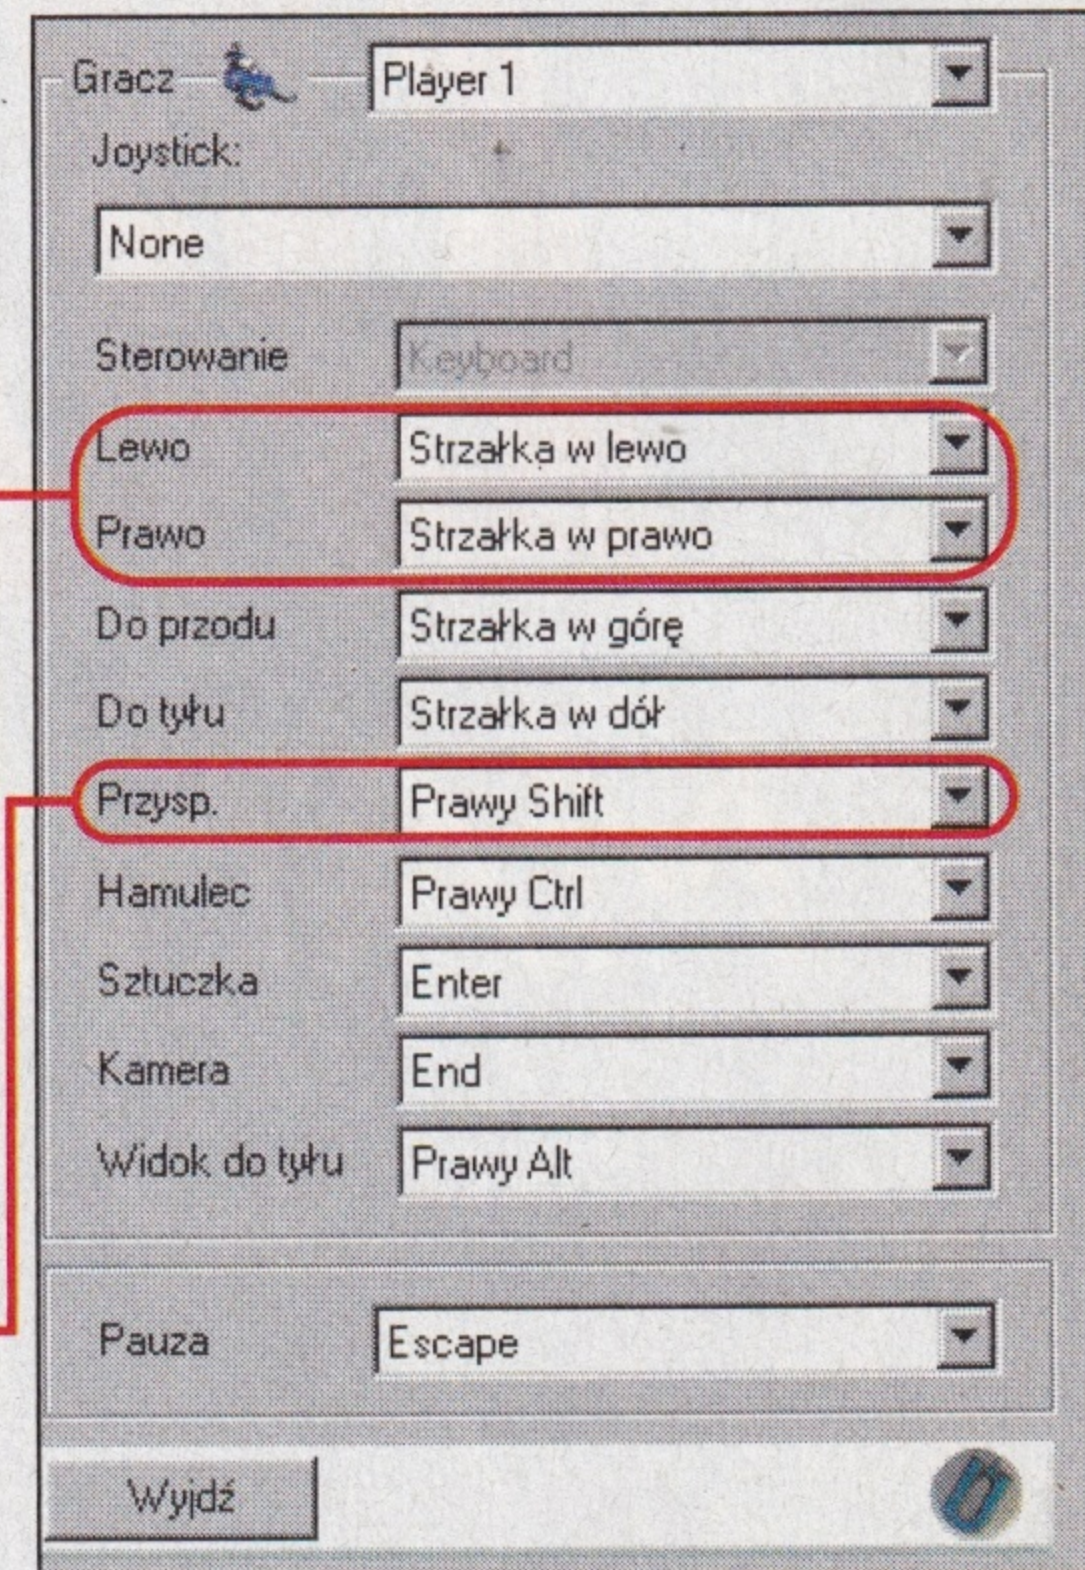 Gracz Player 1
Joystick:
None
Sterowanie Keyboard
Lewo Strzałka w lewo
Prawo Strzałka w prawo
Do przodu Strzałka w górę
Do tyłu Strzałka w dół
Przysp. Prawy Shift
Hamulec Prawy Ctrl
Sztuczka Enter
Kamera End
Widok do tyłu Prawy Alt
Pauza Escape
Wyjdź